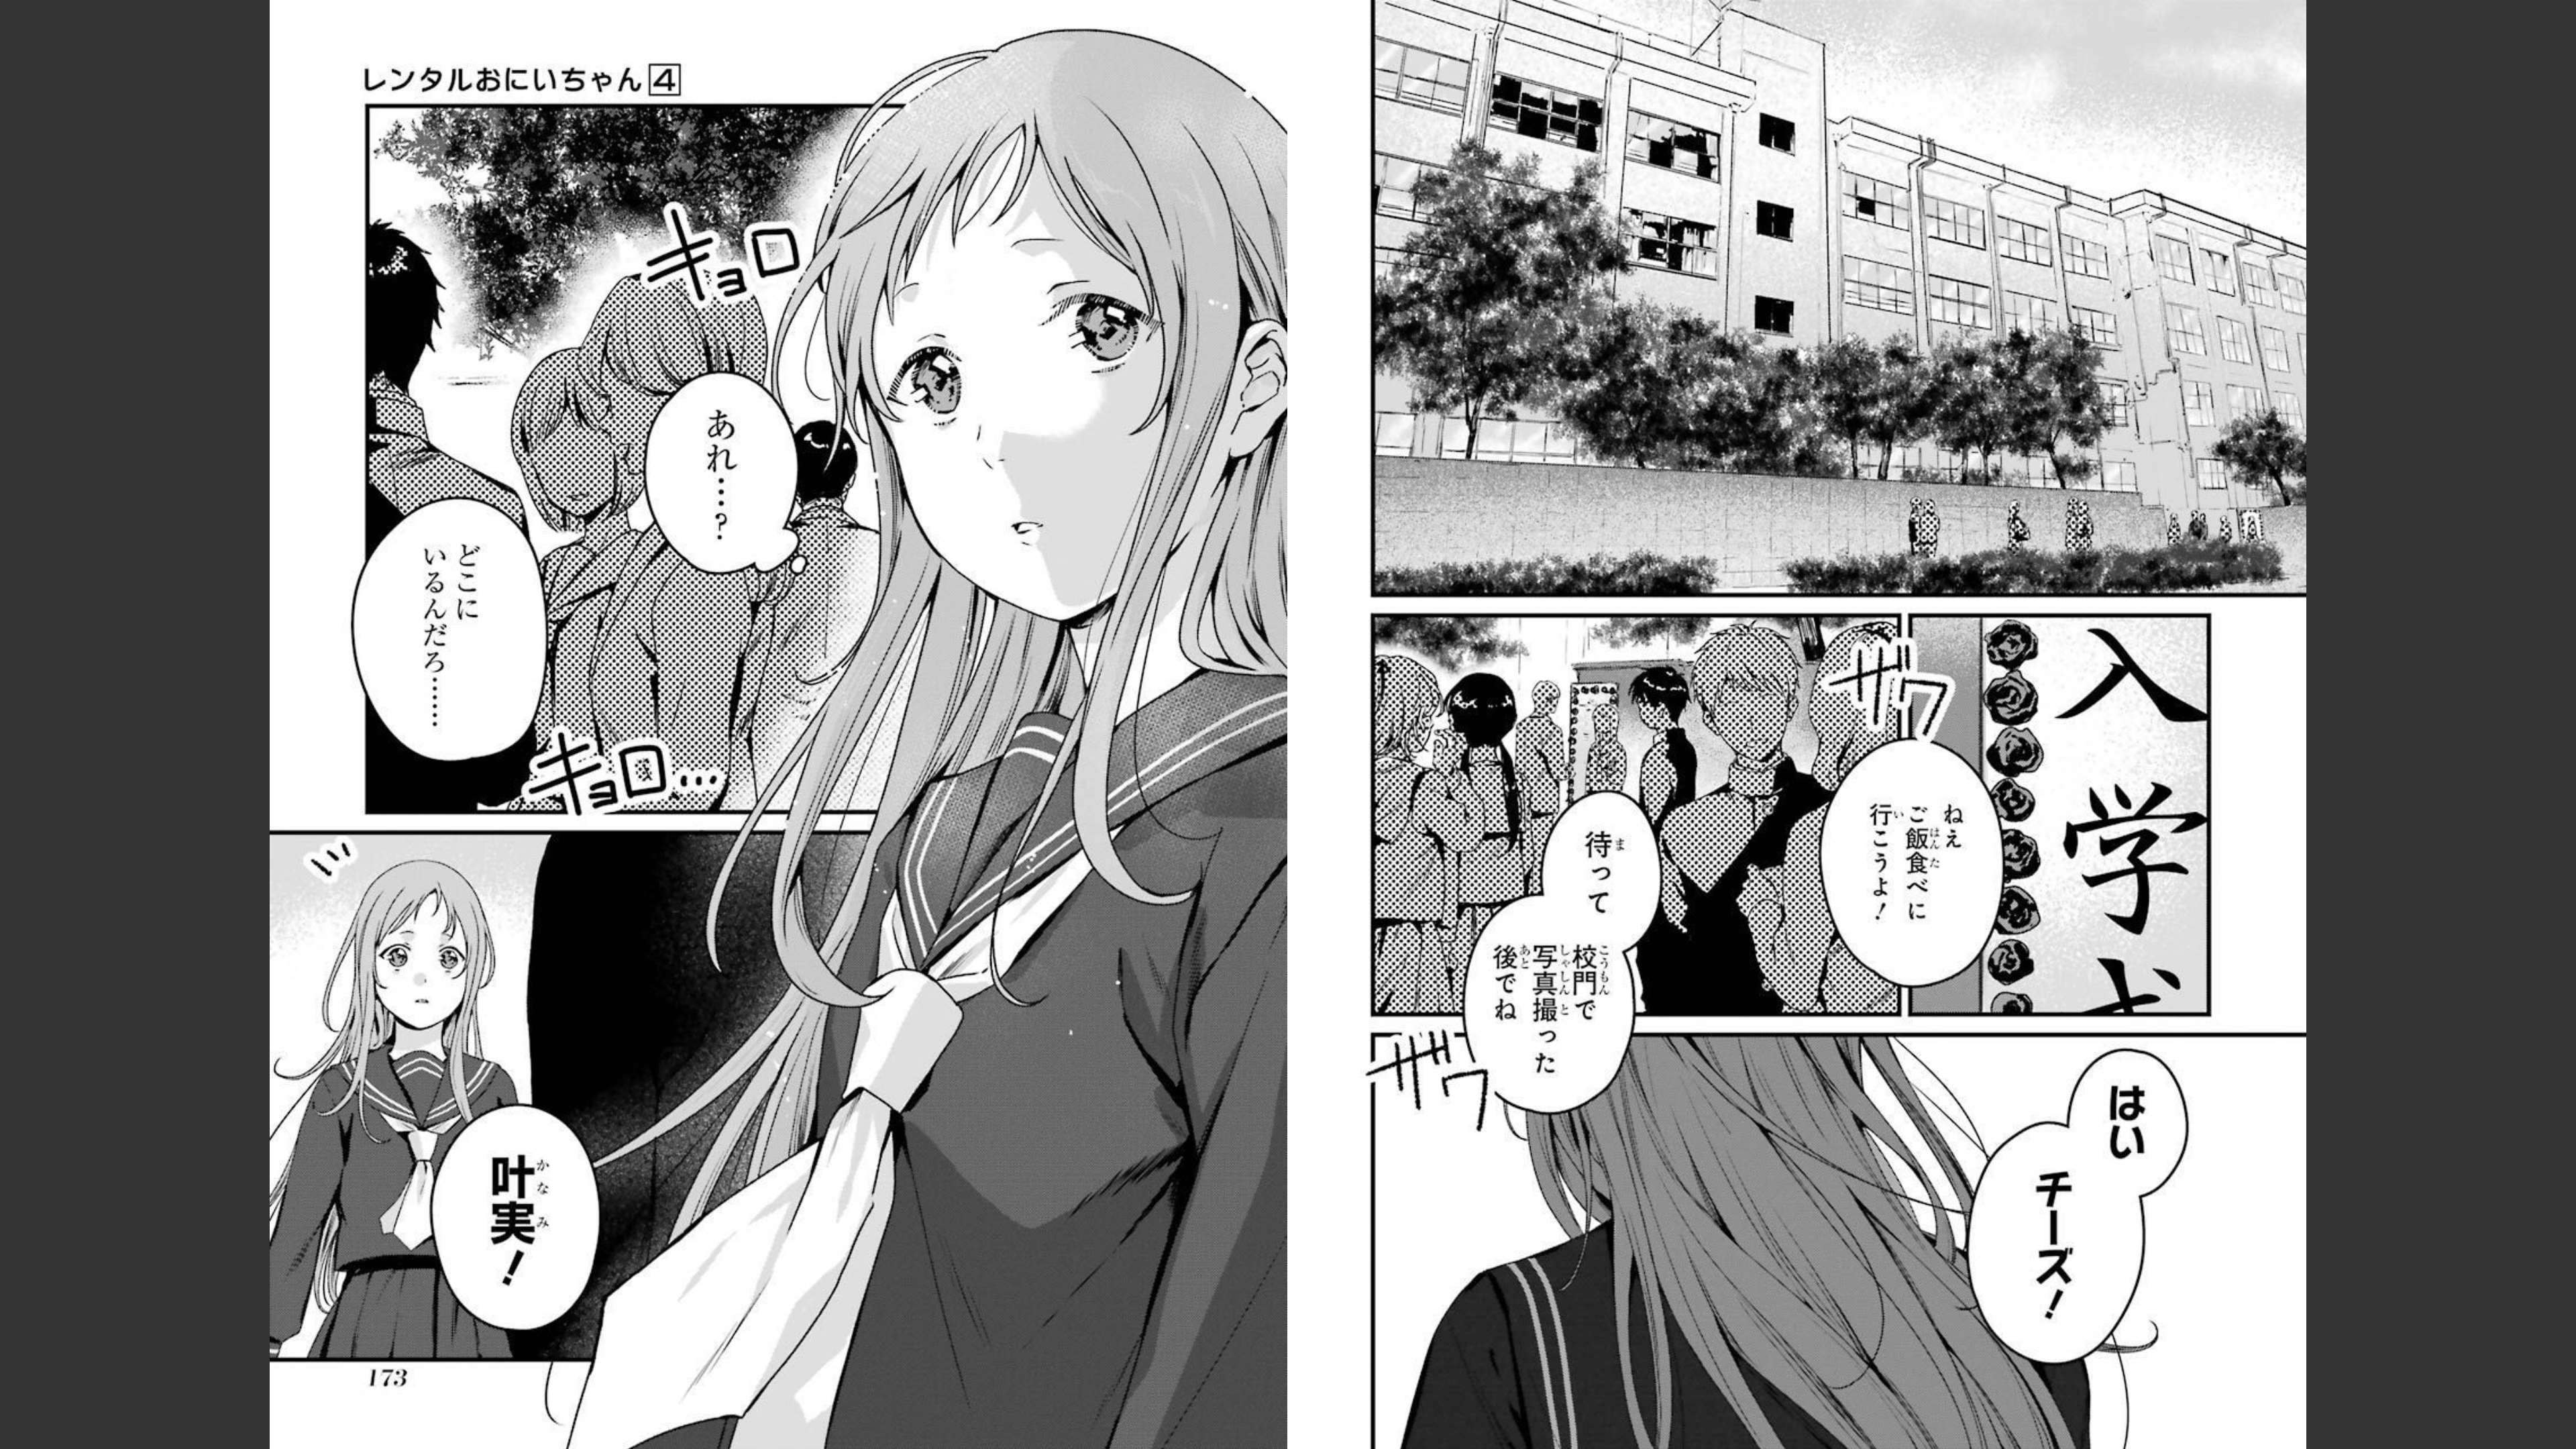 入学式
ザワ
ねえ
ご飯食べに
行こうよ！
待って
校門で
写真撮った
後でね
ザワ
はい
チーズ！
レンタルおにいちゃん4
キョロ
あれ……？
どこに
いるんだろ……
キョロ…
叶実！
173